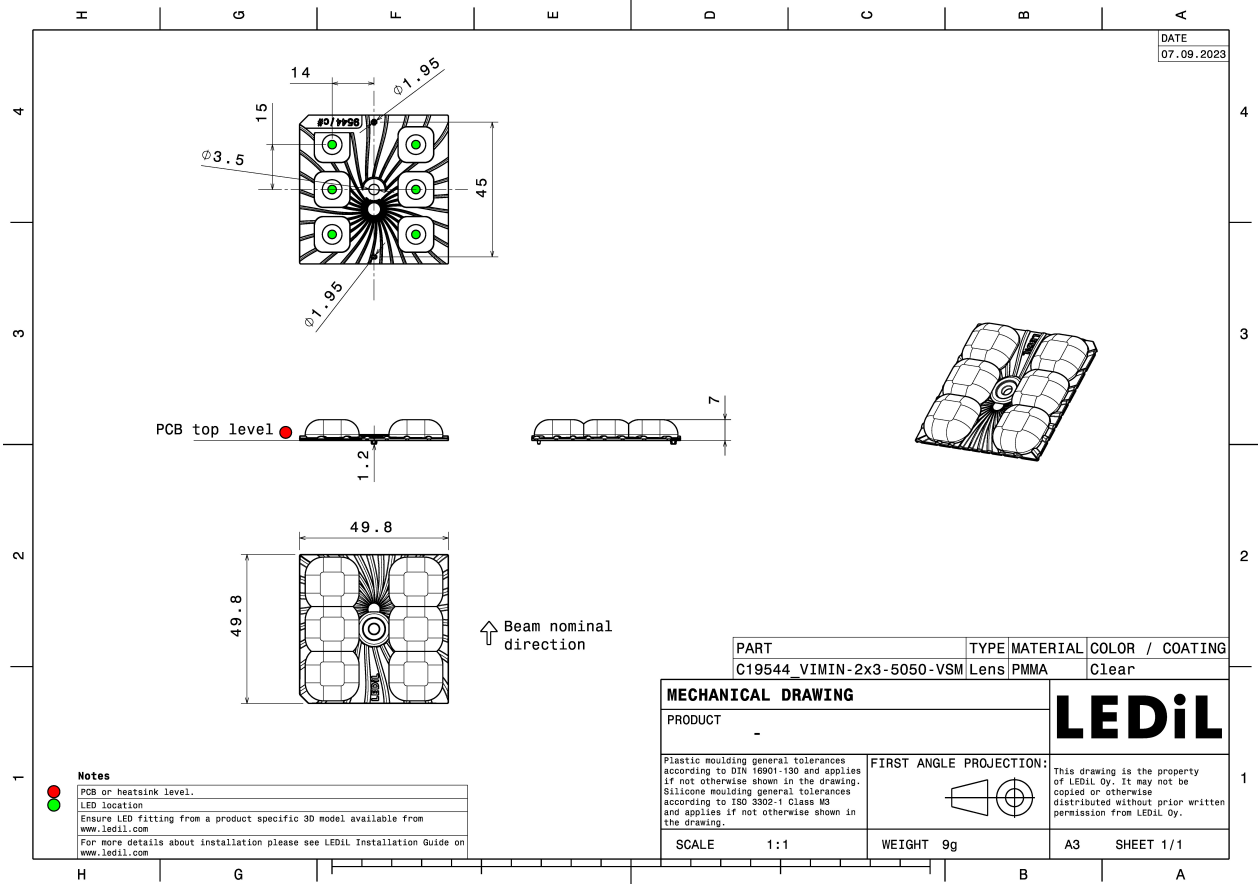 H G F E D C B A
DATE
07.09.2023
4
4
14
Ø1.95
15
9544/c#
Ø3.5
45
Ø1.95
3
3
LEDiL
7
PCB top level
1.2
49.8
2
2
49.8
Beam nominal
direction
LEDiL
PART TYPE MATERIAL COLOR / COATING
C19544_VIMIN-2x3-5050-VSM Lens PMMA Clear
MECHANICAL DRAWING
LEDiL
PRODUCT
-
Plastic moulding general tolerances
according to DIN 16901-130 and applies
if not otherwise shown in the drawing.
Silicone moulding general tolerances
according to ISO 3302-1 Class M3
and applies if not otherwise shown in
the drawing.
FIRST ANGLE PROJECTION:
This drawing is the property
of LEDiL Oy. It may not be
copied or otherwise
distributed without prior written
permission from LEDiL Oy.
1
1
Notes
PCB or heatsink level.
LED location
Ensure LED fitting from a product specific 3D model available from
www.ledil.com
For more details about installation please see LEDiL Installation Guide on
www.ledil.com
SCALE 1:1 WEIGHT 9g A3 SHEET 1/1
H G B A